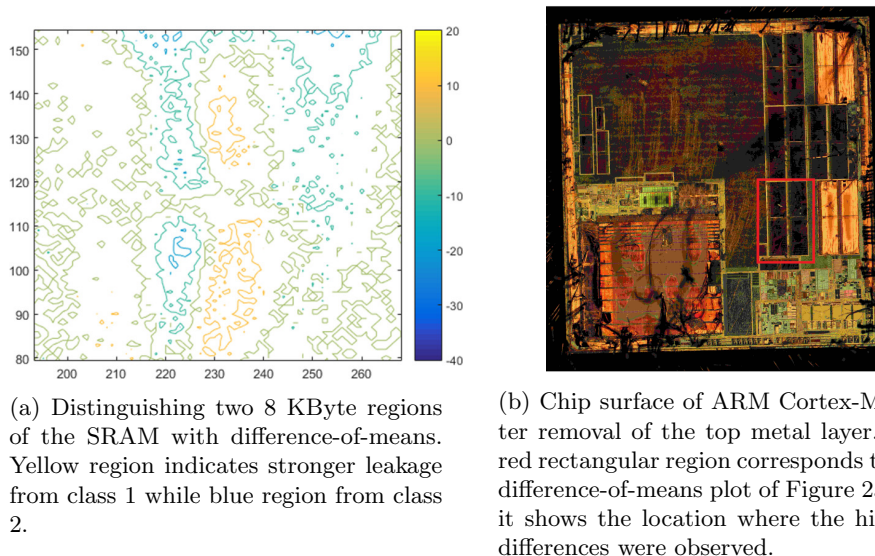 150
140
130
120
110
100
90
80
200 210 220 230 240 250 260
20
10
0
-10
-20
-30
-40
(a) Distinguishing two 8 KByte regions
of the SRAM with difference-of-means.
Yellow region indicates stronger leakage
from class 1 while blue region from class
2.
(b) Chip surface of ARM Cortex-M
ter removal of the top metal layer.
red rectangular region corresponds t
difference-of-means plot of Figure 2
it shows the location where the hi
differences were observed.